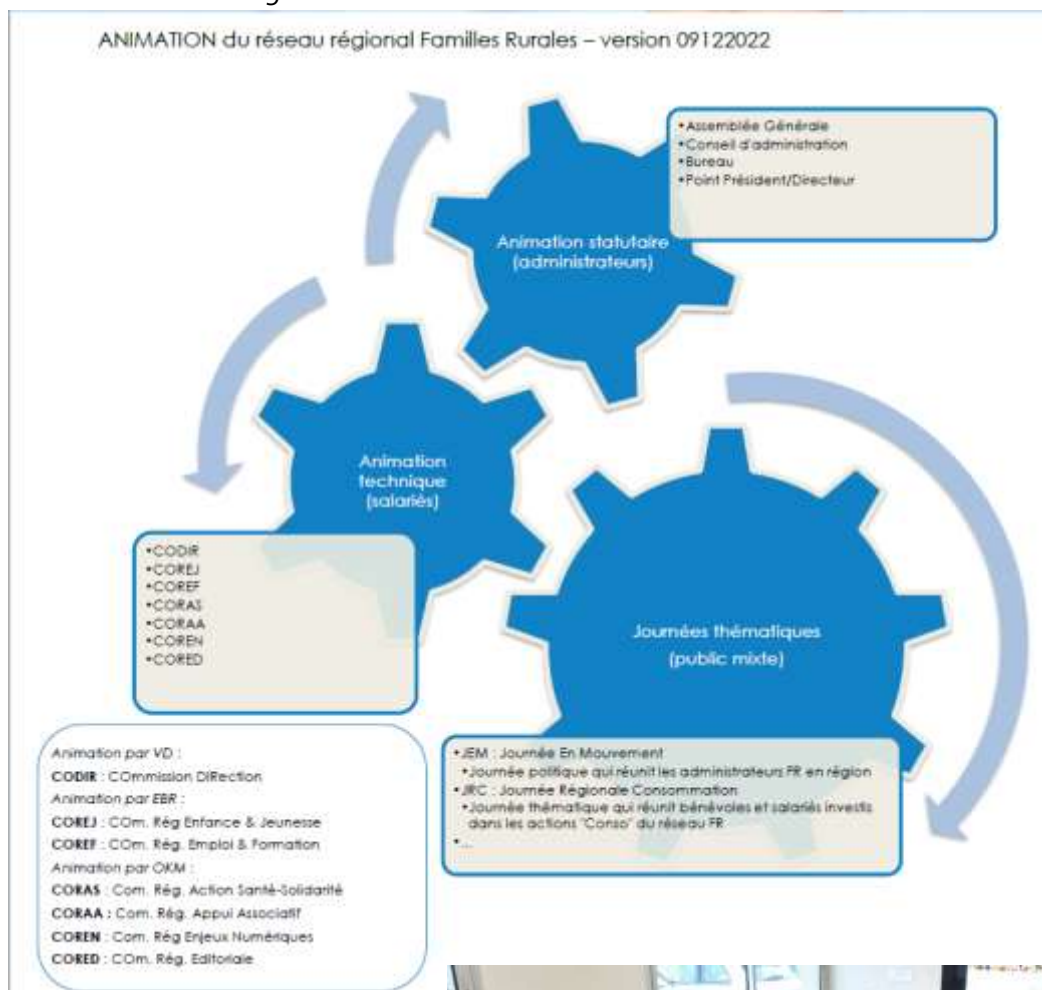 ANIMATION du réseau régional Familles Rurales – version 09122022
•Assemblée Générale
•Conseil d'administration
•Bureau
•Point Président/Directeur
Animation statutaire
(administrateurs)
Animation
technique
(salariés)
•CODIR
•COREJ
•COREF
•CORAS
•CORAA
•COREN
•CORED
Journées thématiques
(public mixte)
•JEM : Journée En Mouvement
•Journée politique qui réunit les administrateurs FR en région
•JRC : Journée Régionale Consommation
•Journée thématique qui réunit bénévoles et salariés investis
dans les actions "Conso" du réseau FR
•...
Animation par VD :
CODIR : COmmission DIRection
Animation par EBR :
COREJ : COm. Rég Enfance & Jeunesse
COREF : COm. Rég. Emploi & Formation
Animation par OKM :
CORAS : Com. Rég. Action Santé-Solidarité
CORAA : Com. Rég. Appui Associatif
COREN : Com. Rég Enjeux Numériques
CORED : COm. Rég. Editoriale